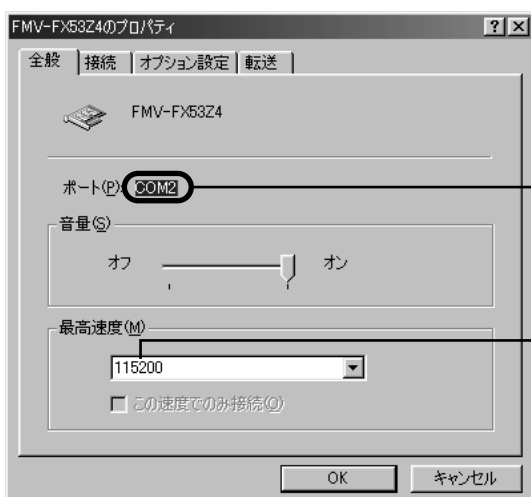 FMV-FX53Z4のプロパティ
全般 接続 オプション設定 転送
FMV-FX53Z4
ポート(P): COM2
音量(S)
オフ オン
最高速度(M)
115200
この速度でのみ接続(O)
OK キャンセル